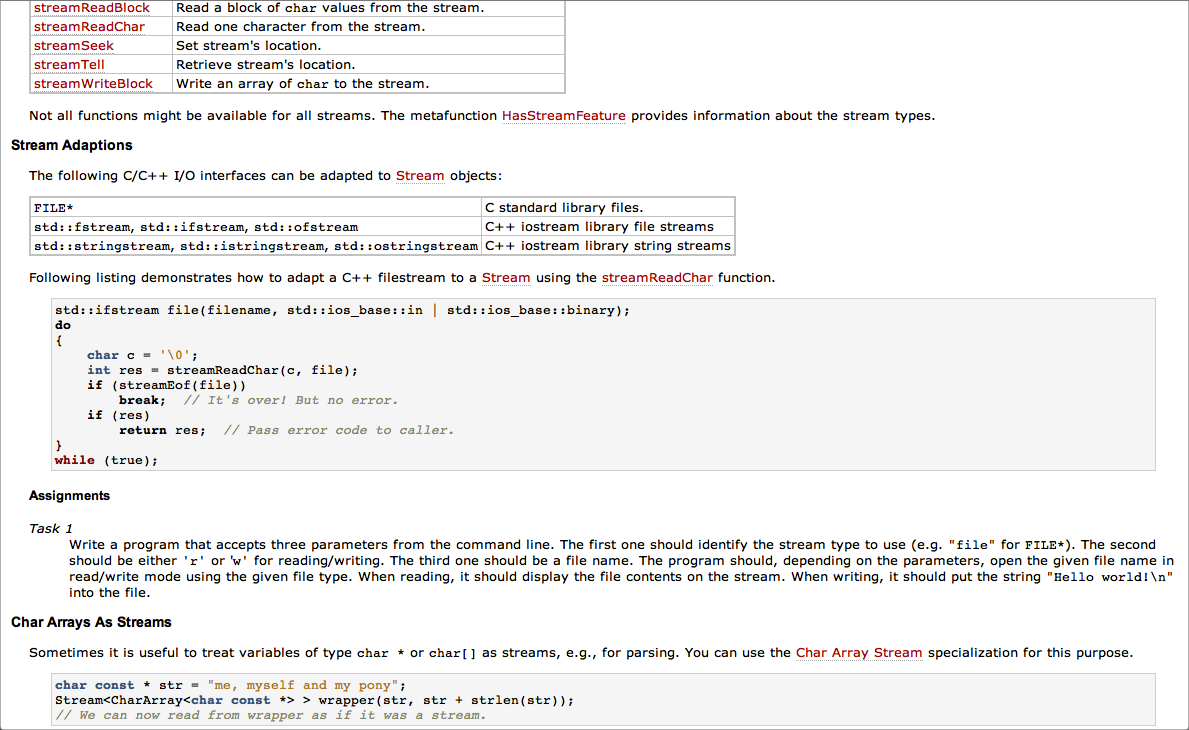 streamReadBlock Read a block of char values from the stream.
streamReadChar Read one character from the stream.
streamSeek Set stream's location.
streamTell Retrieve stream's location.
streamWriteBlock Write an array of char to the stream.
Not all functions might be available for all streams. The metafunction HasStreamFeature provides information about the stream types.
Stream Adaptions
The following C/C++ I/O interfaces can be adapted to Stream objects:
FILE* C standard library files.
std::fstream, std::ifstream, std::ofstream C++ iostream library file streams
std::stringstream, std::istringstream, std::ostringstream C++ iostream library string streams
Following listing demonstrates how to adapt a C++ filestream to a Stream using the streamReadChar function.
std::ifstream file(filename, std::ios_base::in | std::ios_base::binary);
do
{
    char c = '\0';
    int res = streamReadChar(c, file);
    if (streamEof(file))
        break;  // It's over! But no error.
    if (res)
        return res;  // Pass error code to caller.
}
while (true);
Assignments
Task 1
Write a program that accepts three parameters from the command line. The first one should identify the stream type to use (e.g. "file" for FILE*). The second
should be either 'r' or 'w' for reading/writing. The third one should be a file name. The program should, depending on the parameters, open the given file name in
read/write mode using the given file type. When reading, it should display the file contents on the stream. When writing, it should put the string "Hello world!\n"
into the file.
Char Arrays As Streams
Sometimes it is useful to treat variables of type char * or char[] as streams, e.g., for parsing. You can use the Char Array Stream specialization for this purpose.
char const * str = "me, myself and my pony";
Stream<CharArray<char const *> > wrapper(str, str + strlen(str));
// We can now read from wrapper as if it was a stream.